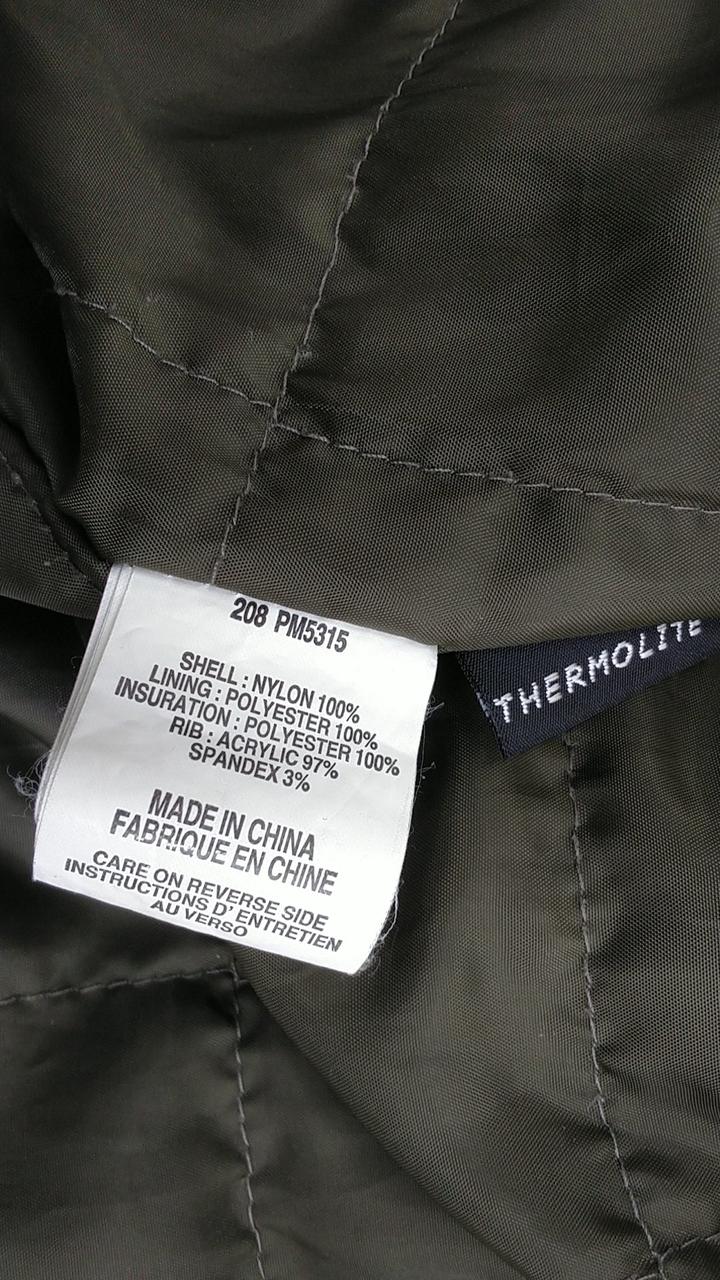 208 PM5315
SHELL : NYLON 100%
LINING : POLYESTER 100%
INSURATION : POLYESTER 100%
RIB : ACRYLIC 97%
SPANDEX 3%
MADE IN CHINA
FABRIQUE EN CHINE
CARE ON REVERSE SIDE
INSTRUCTIONS D' ENTRETIEN
AU VERSO
THERMOLITE